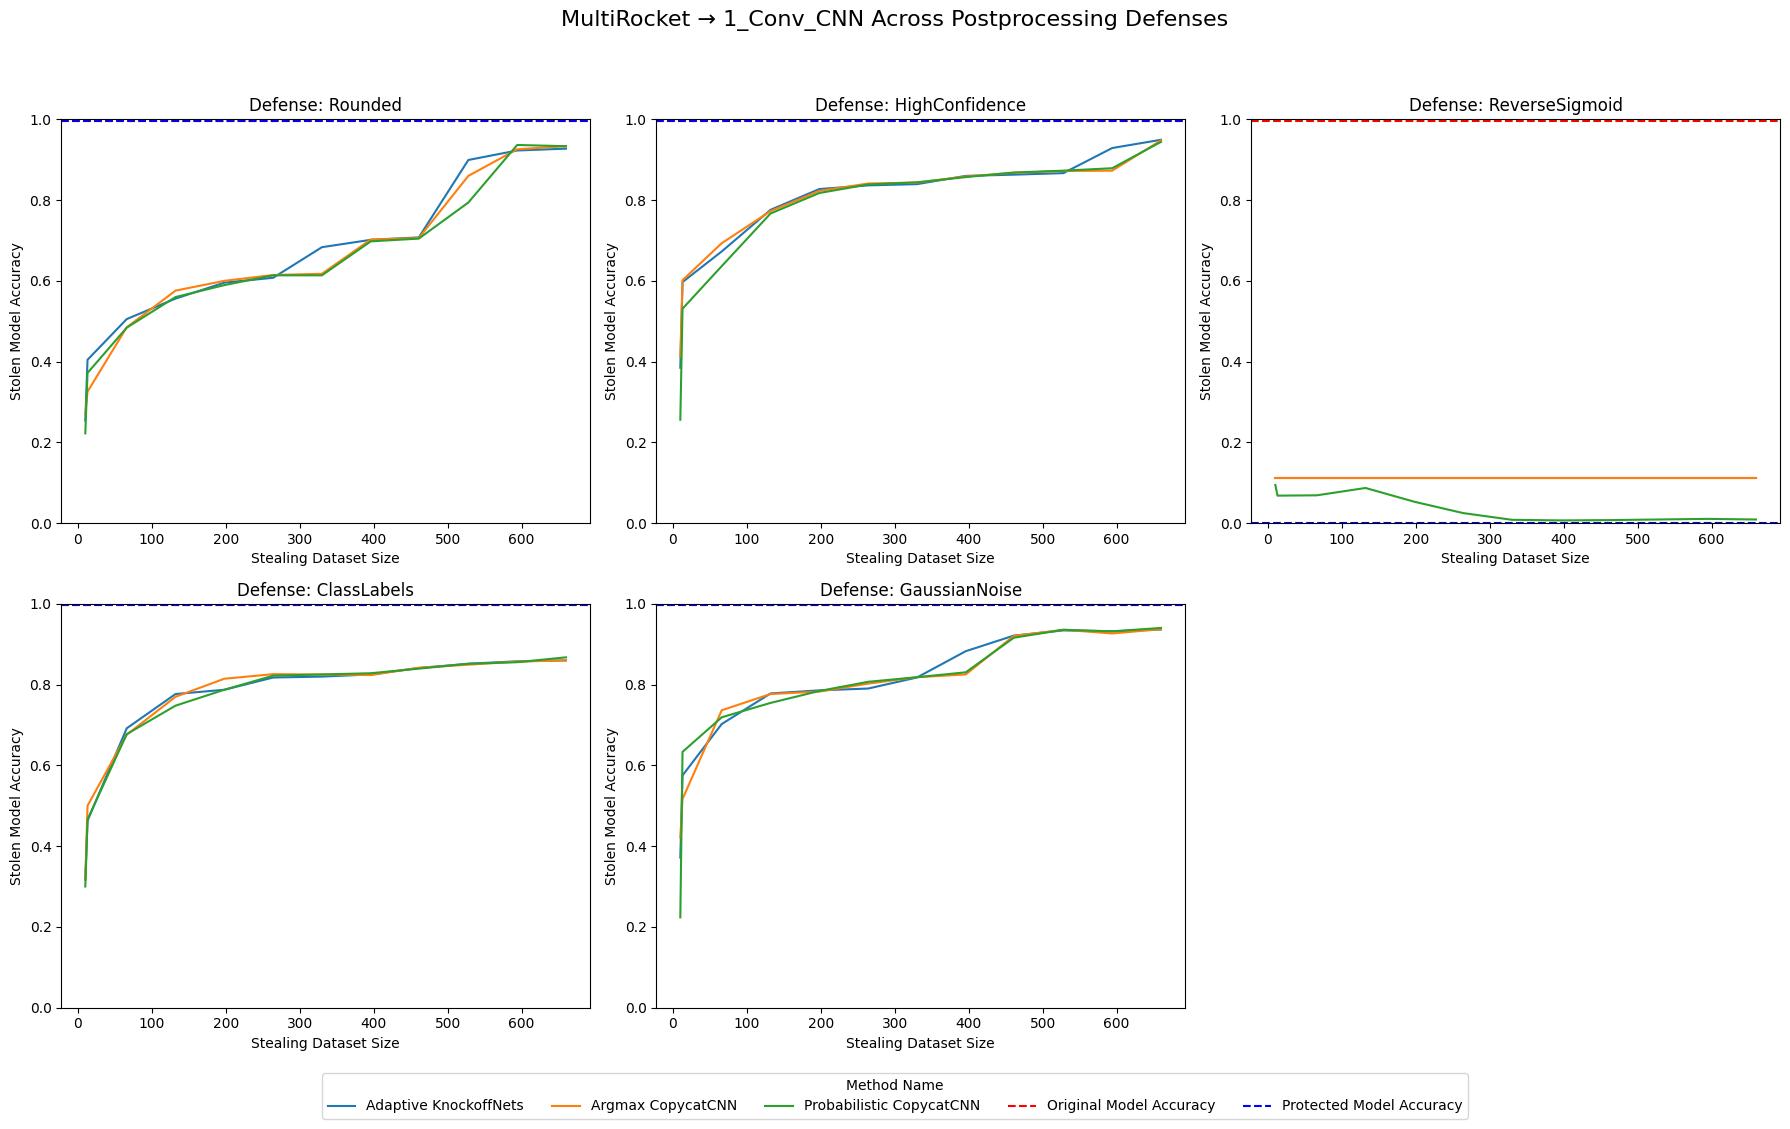 MultiRocket → 1_Conv_CNN Across Postprocessing Defenses
Defense: Rounded
Stolen Model Accuracy
1.0
0.8
0.6
0.4
0.2
0.0
0 100 200 300 400 500 600
Stealing Dataset Size
Defense: HighConfidence
Stolen Model Accuracy
1.0
0.8
0.6
0.4
0.2
0.0
0 100 200 300 400 500 600
Stealing Dataset Size
Defense: ReverseSigmoid
Stolen Model Accuracy
1.0
0.8
0.6
0.4
0.2
0.0
0 100 200 300 400 500 600
Stealing Dataset Size
Defense: ClassLabels
Stolen Model Accuracy
1.0
0.8
0.6
0.4
0.2
0.0
0 100 200 300 400 500 600
Stealing Dataset Size
Defense: GaussianNoise
Stolen Model Accuracy
1.0
0.8
0.6
0.4
0.2
0.0
0 100 200 300 400 500 600
Stealing Dataset Size
Method Name
Adaptive KnockoffNets Argmax CopycatCNN Probabilistic CopycatCNN Original Model Accuracy Protected Model Accuracy